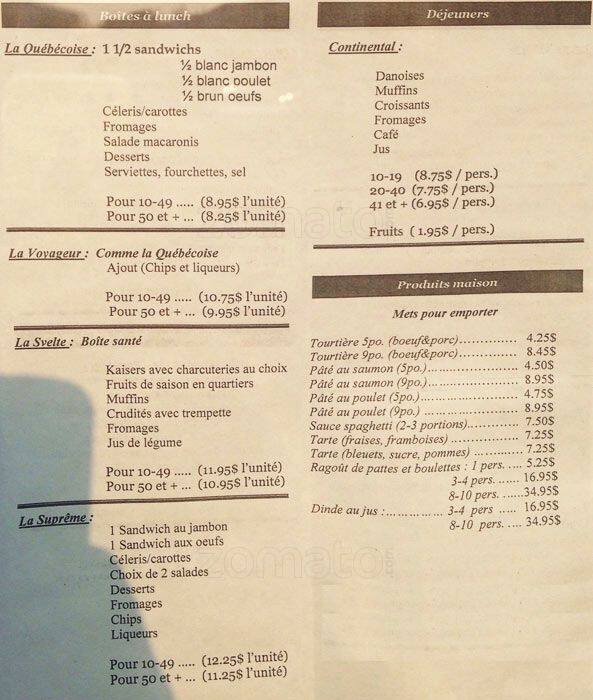 Boîtes à lunch
La Québécoise : 1 1/2 sandwichs
½ blanc jambon
½ blanc poulet
½ brun oeufs
Céleris/carottes
Fromages
Salade macaronis
Desserts
Serviettes, fourchettes, sel
Pour 10-49 ..... (8.95$ l'unité)
Pour 50 et + ... (8.25$ l'unité)
La Voyageur : Comme la Québécoise
Ajout (Chips et liqueurs)
Pour 10-49 ..... (10.75$ l'unité)
Pour 50 et + ... (9.95$ l'unité)
La Svelte : Boîte santé
Kaisers avec charcuteries au choix
Fruits de saison en quartiers
Muffins
Crudités avec trempette
Fromages
Jus de légume
Pour 10-49 ..... (11.95$ l'unité)
Pour 50 et + ... (10.95$ l'unité)
La Suprême :
1 Sandwich au jambon
1 Sandwich aux oeufs
Céleris/carottes
Choix de 2 salades
Desserts
Fromages
Chips
Liqueurs
Pour 10-49 ..... (12.25$ l'unité)
Pour 50 et + ... (11.25$ l'unité)
Déjeuners
Continental :
Danoises
Muffins
Croissants
Fromages
Café
Jus
10-19 (8.75$ / pers.)
20-40 (7.75$ / pers.)
41 et + (6.95$ / pers.)
Fruits ( 1.95$ / pers.)
Produits maison
Mets pour emporter
Tourtière 5po. (boeuf&porc).............. 4.25$
Tourtière 9po. (boeuf&porc).............. 8.45$
Pâté au saumon (5po.)..................... 4.50$
Pâté au saumon (9po.)..................... 8.95$
Pâté au poulet (5po.)....................... 4.75$
Pâté au poulet (9po.) ...................... 8.95$
Sauce spaghetti (2-3 portions)........... 7.50$
Tarte (fraises, framboises) ............... 7.25$
Tarte (bleuets, sucre, pommes) .......... 7.25$
Ragoût de pattes et boulettes : 1 pers. ..... 5.25$
3-4 pers. ..... 16.95$
8-10 pers. .....34.95$
Dinde au jus :.............. 3-4 pers ..... 16.95$
8-10 pers. ..... 34.95$
zomato
zomato.com